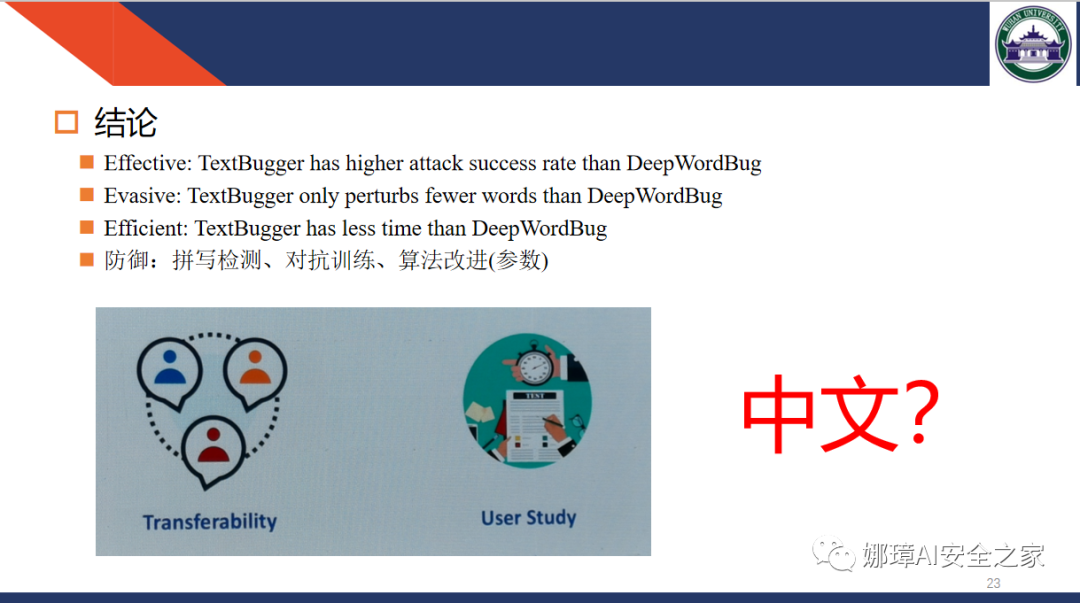 WUHAN UNIVERSITY
结论
Effective: TextBugger has higher attack success rate than DeepWordBug
Evasive: TextBugger only perturbs fewer words than DeepWordBug
Efficient: TextBugger has less time than DeepWordBug
防御：拼写检测、对抗训练、算法改进(参数)
TEST
Transferability
User Study
中文?
娜璋AI安全之家
23